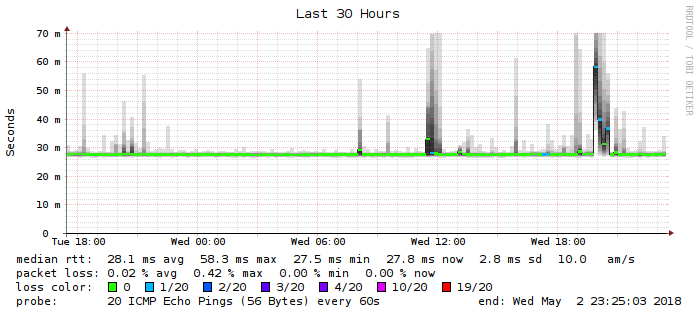 Last 30 Hours
RRDTOOL / TOBI OETIKER
Seconds
70 m
60 m
50 m
40 m
30 m
20 m
10 m
0
Tue 18:00 Wed 00:00 Wed 06:00 Wed 12:00 Wed 18:00
median rtt: 28.1 ms avg 58.3 ms max 27.5 ms min 27.8 ms now 2.8 ms sd 10.0 am/s
packet loss: 0.02 % avg 0.42 % max 0.00 % min 0.00 % now
loss color: 0 1/20 2/20 3/20 4/20 10/20 19/20
probe: 20 ICMP Echo Pings (56 Bytes) every 60s end: Wed May 2 23:25:03 2018